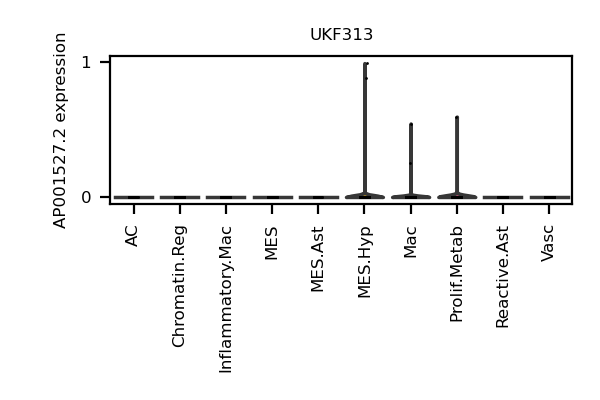 UKF313
AP001527.2 expression
1
0
AC
Chromatin.Reg
Inflammatory.Mac
MES
MES.Ast
MES.Hyp
Mac
Prolif.Metab
Reactive.Ast
Vasc